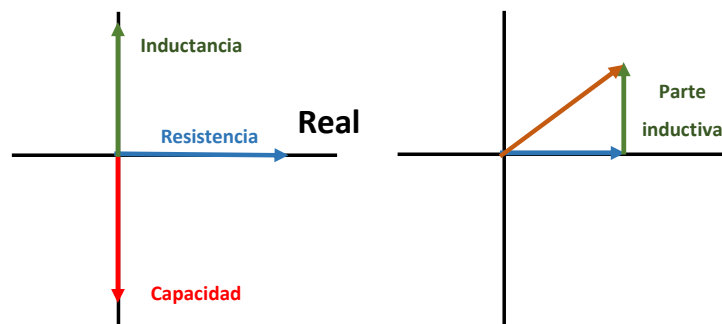 Inductancia
Resistencia
Real
Capacidad
Parte
inductiva